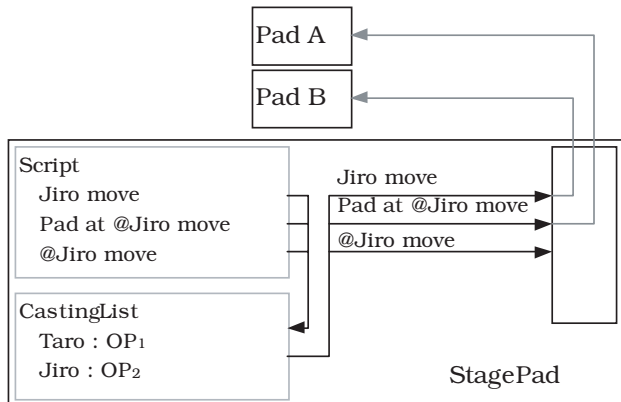 Pad A
Pad B
Script
Jiro move
Pad at @Jiro move
@Jiro move
CastingList
Taro : OP1
Jiro : OP2
Jiro move
Pad at @Jiro move
@Jiro move
StagePad